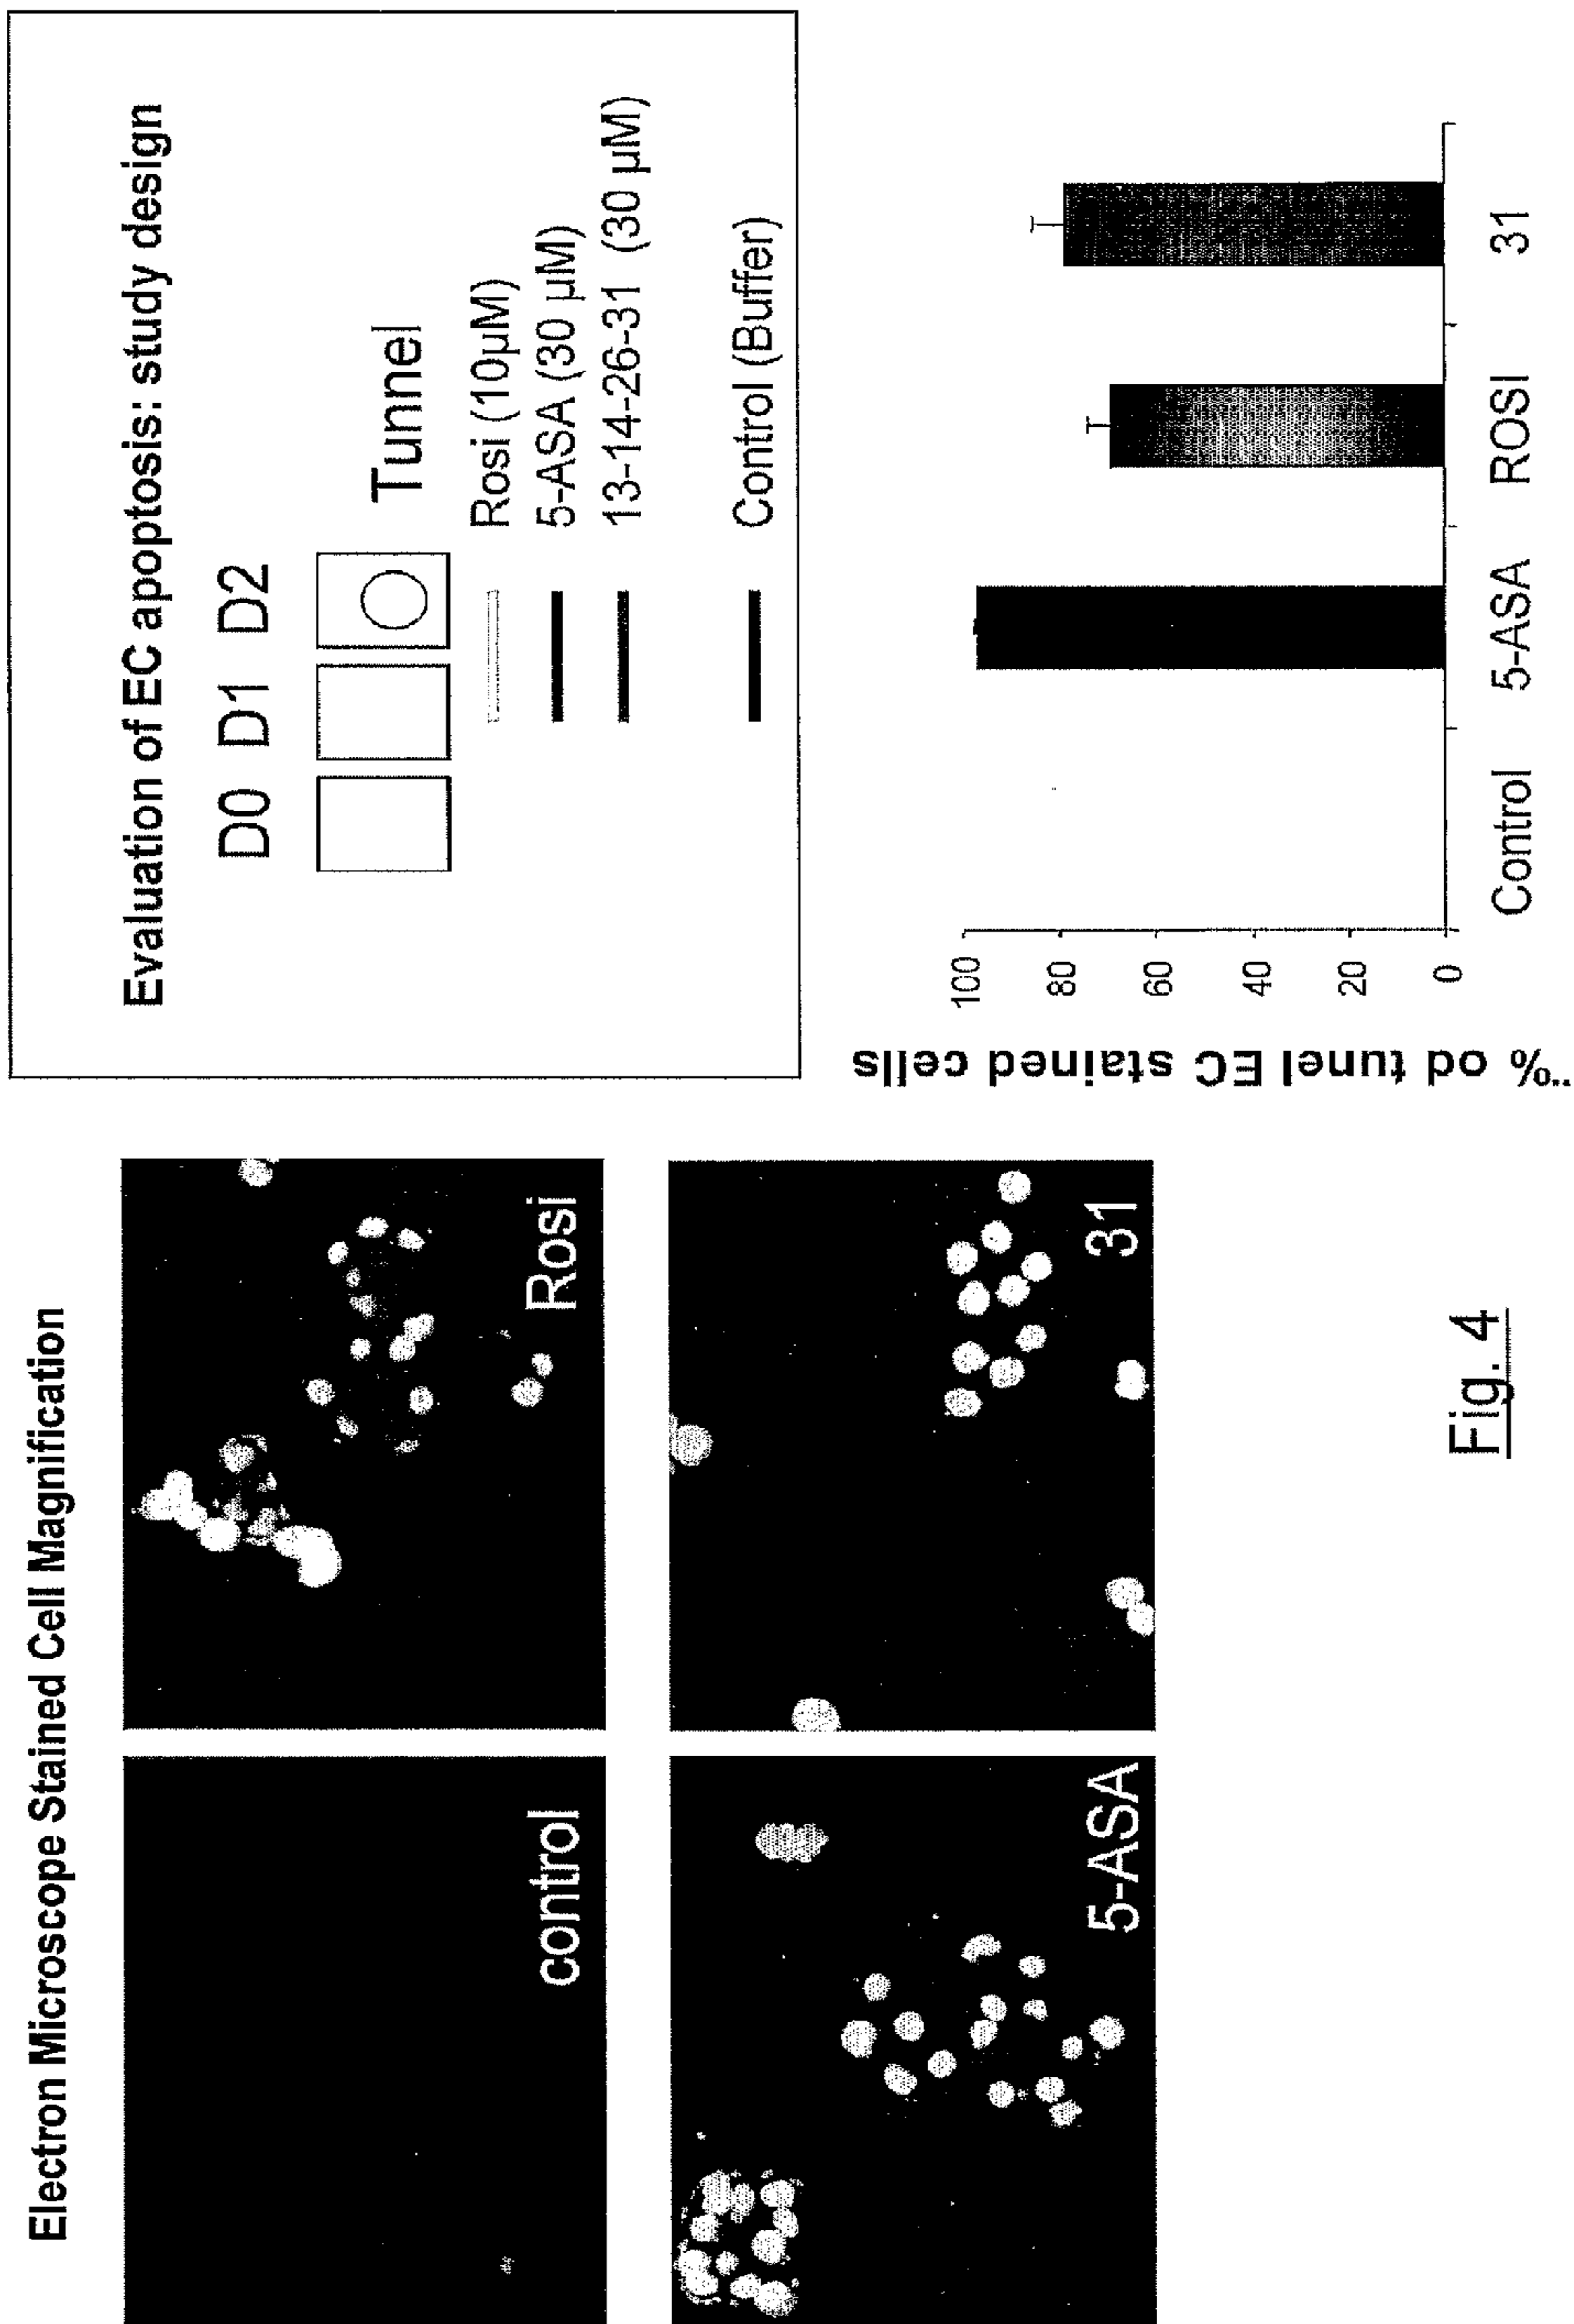 Electron Microscope Stained Cell Magnification
control
Rosi
5-ASA
31
Evaluation of EC apoptosis: study design
D0 D1 D2
Tunnel
Rosi (10µM)
5-ASA (30 µM)
13-14-26-31 (30 µM)
Control (Buffer)
% od tunel EC stained cells
100
80
60
40
20
0
Control 5-ASA ROSI 31
Fig. 4